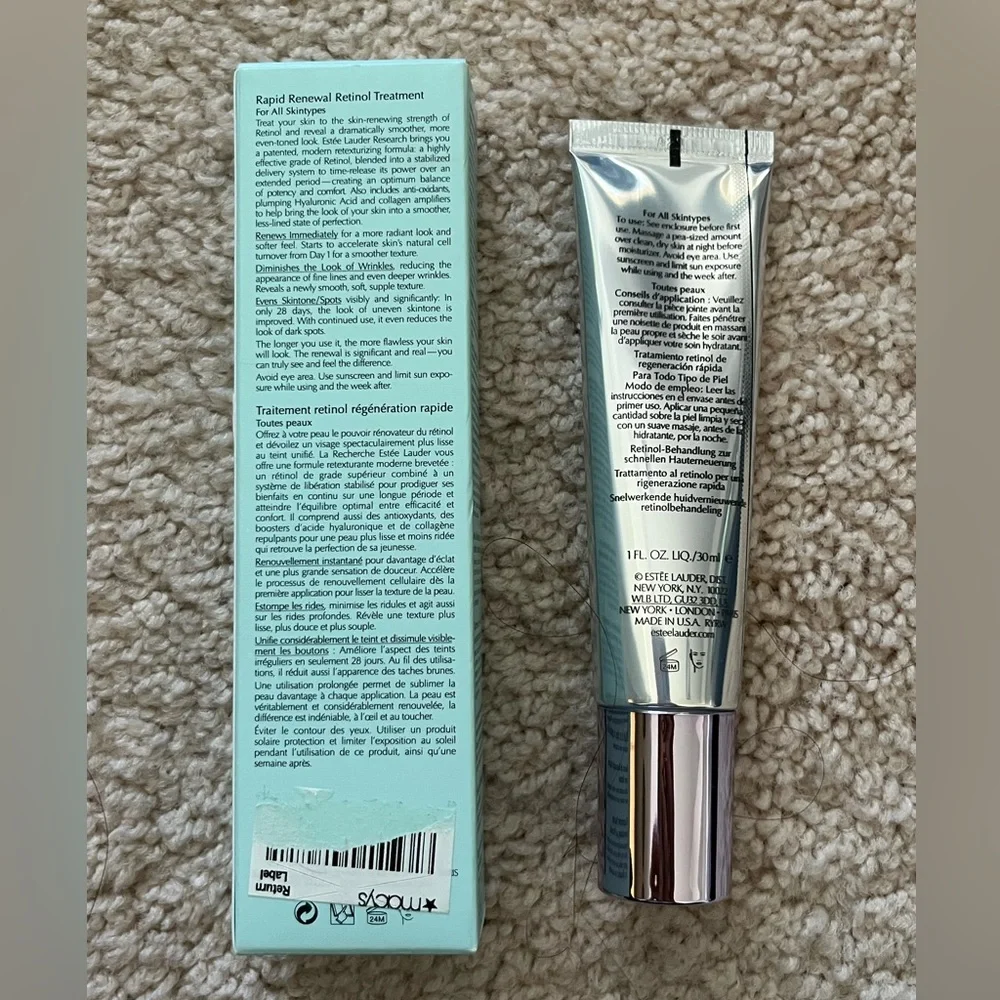 Rapid Renewal Retinol Treatment
For All Skintypes
Treat your skin to the skin-renewing strength of
Retinol and reveal a dramatically smoother, more
even-toned look. Estée Lauder Research brings you
a patented, modern retexturizing formula: a highly
effective grade of Retinol, blended into a stabilized
delivery system to time-release its power over an
extended period—creating an optimum balance
of potency and comfort. Also includes anti-oxidants,
plumping Hyaluronic Acid and collagen amplifiers
to help bring the look of your skin into a smoother,
less-lined state of perfection.
Renews Immediately for a more radiant look and
softer feel. Starts to accelerate skin's natural cell
turnover from Day 1 for a smoother texture.
Diminishes the Look of Wrinkles, reducing the
appearance of fine lines and even deeper wrinkles.
Reveals a newly smooth, soft, supple texture.
Evens Skintone/Spots visibly and significantly: In
only 28 days, the look of uneven skintone is
improved. With continued use, it even reduces the
look of dark spots.
The longer you use it, the more flawless your skin
will look. The renewal is significant and real—you
can truly see and feel the difference.
Avoid eye area. Use sunscreen and limit sun expo-
sure while using and the week after.
Traitement retinol régénération rapide
Toutes peaux
Offrez à votre peau le pouvoir rénovateur du rétinol
et dévoilez un visage spectaculairement plus lisse
au teint unifié. La Recherche Estée Lauder vous
offre une formule retexturante moderne brevetée :
un rétinol de grade supérieur combiné à un
système de libération stabilisé pour prodiguer ses
bienfaits en continu sur une longue période et
atteindre l'équilibre optimal entre efficacité et
confort. Il comprend aussi des antioxydants, des
boosters d'acide hyaluronique et de collagène
repulpants pour une peau plus lisse et moins ridée
qui retrouve la perfection de sa jeunesse.
Renouvellement instantané pour davantage d'éclat
et une plus grande sensation de douceur. Accélère
le processus de renouvellement cellulaire dès la
première application pour lisser la texture de la peau.
Estompe les rides, minimise les ridules et agit aussi
sur les rides profondes. Révèle une texture plus
lisse, plus douce et plus souple.
Unifie considérablement le teint et dissimule visible-
ment les boutons : Améliore l'aspect des teints
irréguliers en seulement 28 jours. Au fil des utilisa-
tions, il réduit aussi l'apparence des taches brunes.
Une utilisation prolongée permet de sublimer la
peau davantage à chaque application. La peau est
véritablement et considérablement renouvelée, la
différence est indéniable, à l'œil et au toucher.
Éviter le contour des yeux. Utiliser un produit
solaire protection et limiter l'exposition au soleil
pendant l'utilisation de ce produit, ainsi qu'une
semaine après.
Return
Label
★macys
24M
For All Skintypes
To use: See enclosure before first
use. Massage a pea-sized amount
over clean, dry skin at night before
moisturizer. Avoid eye area. Use
sunscreen and limit sun exposure
while using and the week after.
Toutes peaux
Conseils d'application : Veuillez
consulter la pièce jointe avant la
première utilisation. Faites pénétrer
une noisette de produit en massant
la peau propre et sèche le soir avant
d'appliquer votre soin hydratant.
Tratamiento retinol de
regeneración rápida
Para Todo Tipo de Piel
Modo de empleo: Leer las
instrucciones en el envase antes de
primer uso. Aplicar una pequeña
cantidad sobre la piel limpia y seca
con un suave masaje, antes de la
hidratante, por la noche.
Retinol-Behandlung zur
schnellen Hauterneuerung
Trattamento al retinolo per una
rigenerazione rapida
Snelwerkende huidvernieuwende
retinolbehandeling
1 FL. OZ. LIQ./30 ml e
© ESTÉE LAUDER, DIST.
NEW YORK, N.Y. 10022
WLB LTD, GU32 3DD,
NEW YORK · LONDON · PARIS
MADE IN U.S.A.
esteelauder.com
24M